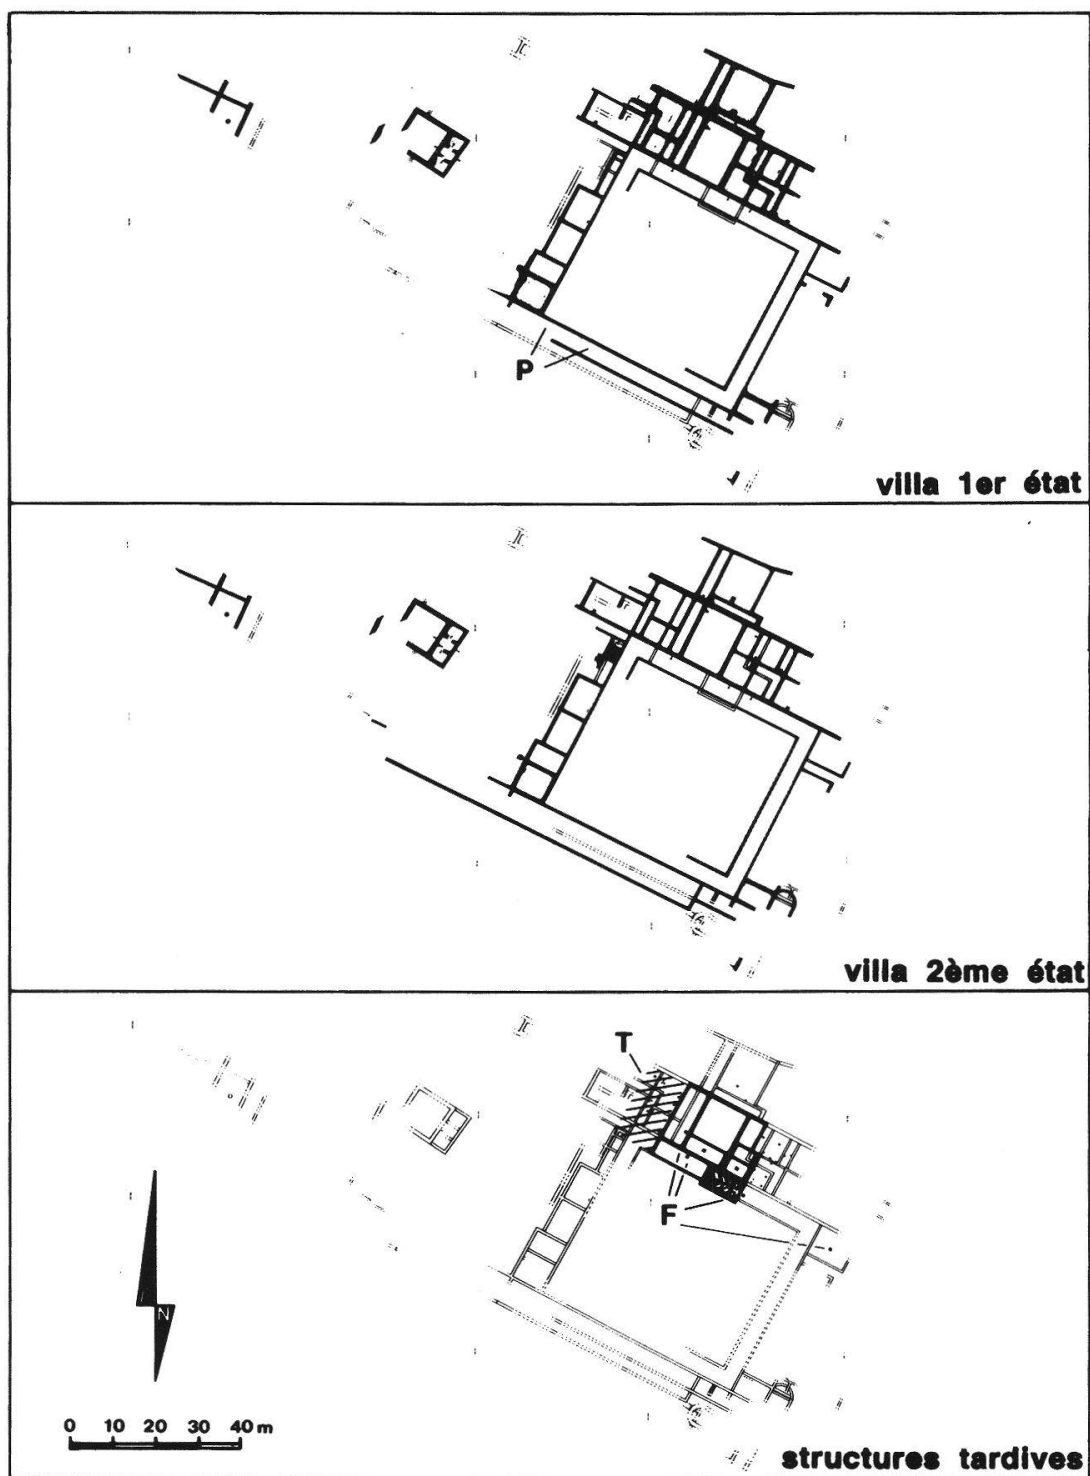 P
villa 1er état
villa 2ème état
T
F
N
0 10 20 30 40 m
structures tardives